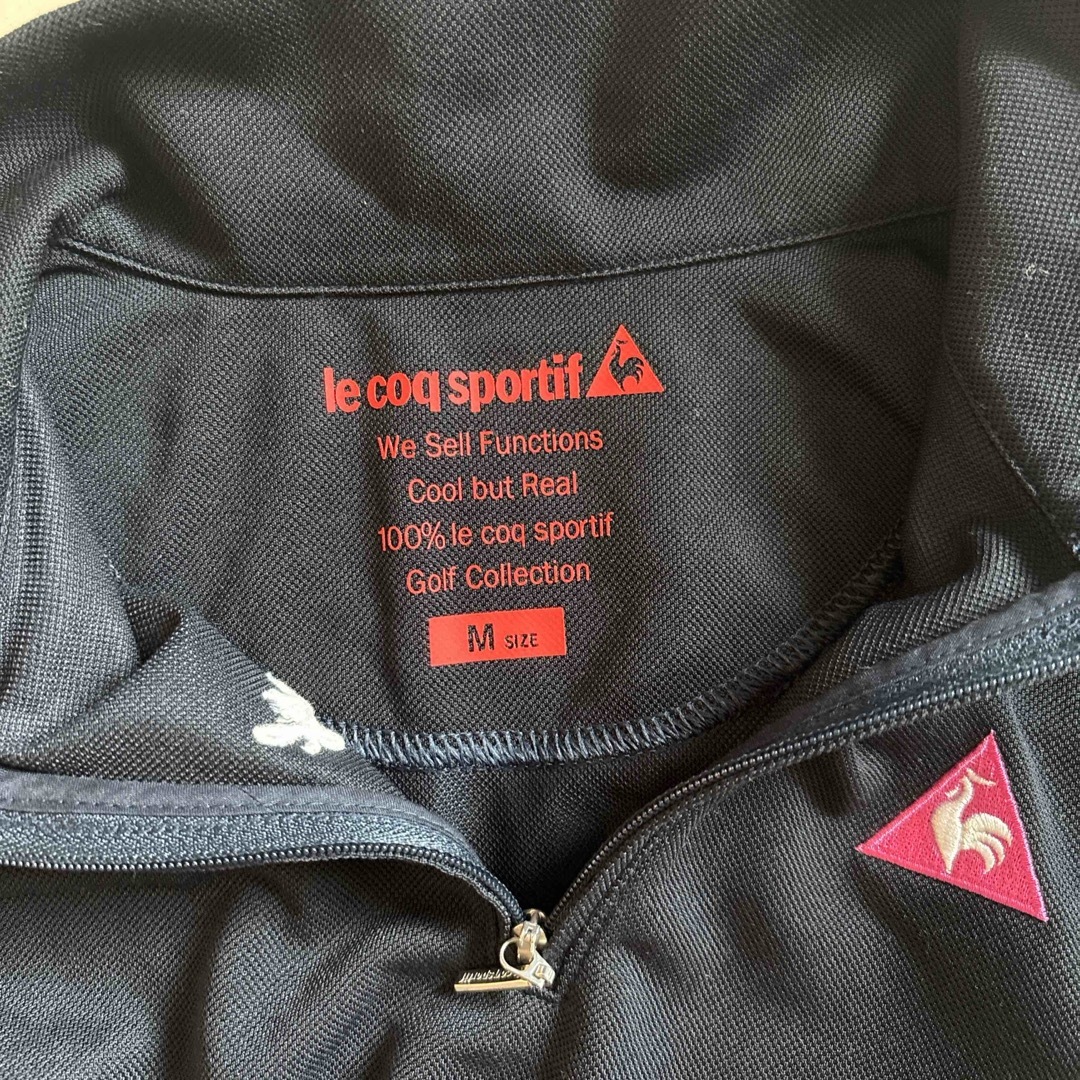 le coq sportif
We Sell Functions
Cool but Real
100% le coq sportif
Golf Collection
M SIZE